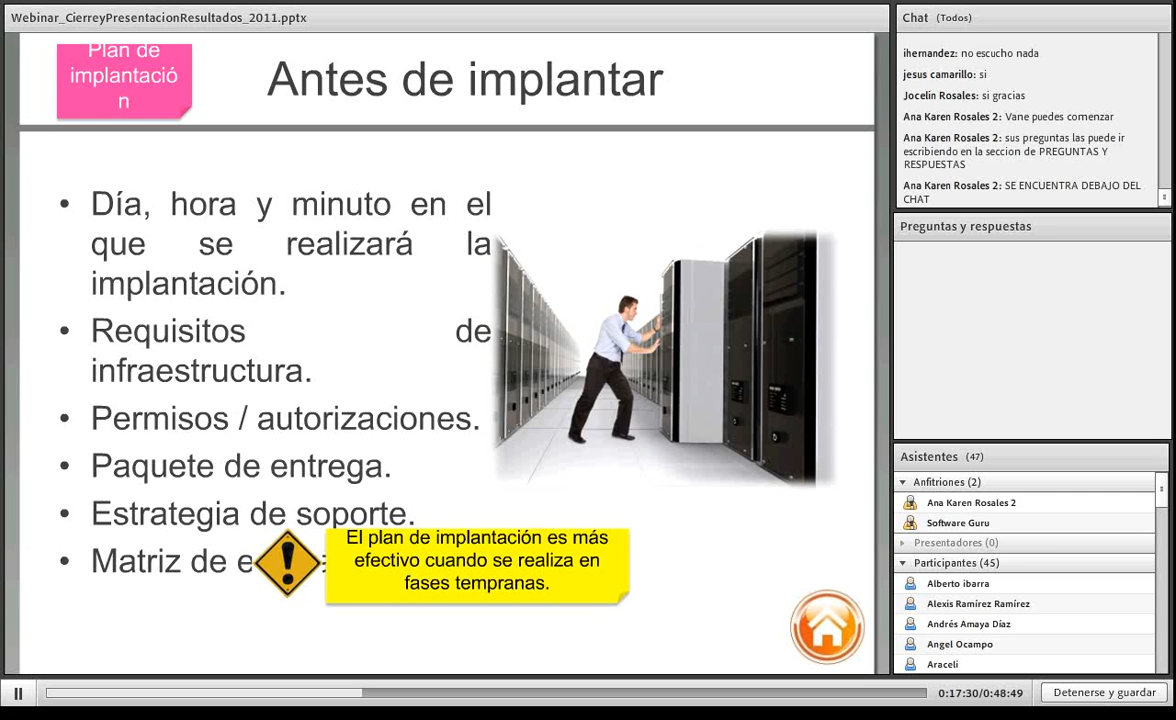 Webinar_CierreyPresentacionResultados_2011.pptx
Plan de
implantació
n
Antes de implantar
• Día, hora y minuto en el
que se realizará la
implantación.
• Requisitos de
infraestructura.
• Permisos / autorizaciones.
• Paquete de entrega.
• Estrategia de soporte.
• Matriz de
El plan de implantación es más
efectivo cuando se realiza en
fases tempranas.
Chat (Todos)
ihernandez: no escucho nada
jesus camarillo: si
Jocelin Rosales: si gracias
Ana Karen Rosales 2: Vane puedes comenzar
Ana Karen Rosales 2: sus preguntas las puede ir
escribiendo en la seccion de PREGUNTAS Y
RESPUESTAS
Ana Karen Rosales 2: SE ENCUENTRA DEBAJO DEL
CHAT
Preguntas y respuestas
Asistentes (47)
Anfitriones (2)
Ana Karen Rosales 2
Software Guru
Presentadores (0)
Participantes (45)
Alberto ibarra
Alexis Ramírez Ramírez
Andrés Amaya Díaz
Angel Ocampo
Araceli
0:17:30/0:48:49
Detenerse y guardar